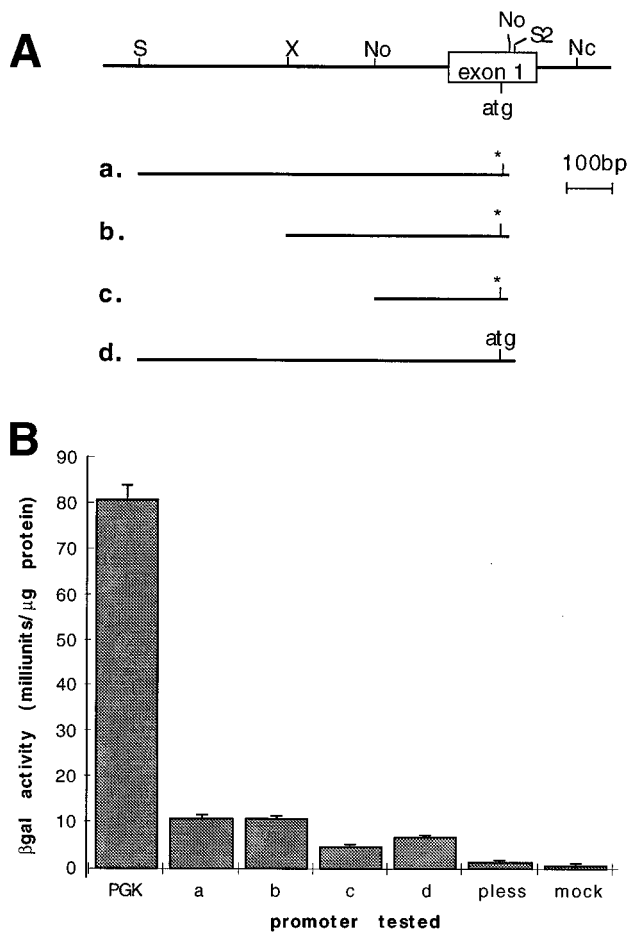 A
S X No No S2 Nc
exon 1
atg
a. *
100bp
b. *
c. *
d. atg
B
βgal activity (milliunits/µg protein)
90
80
70
60
50
40
30
20
10
0
PGK a b c d pless mock
promoter tested